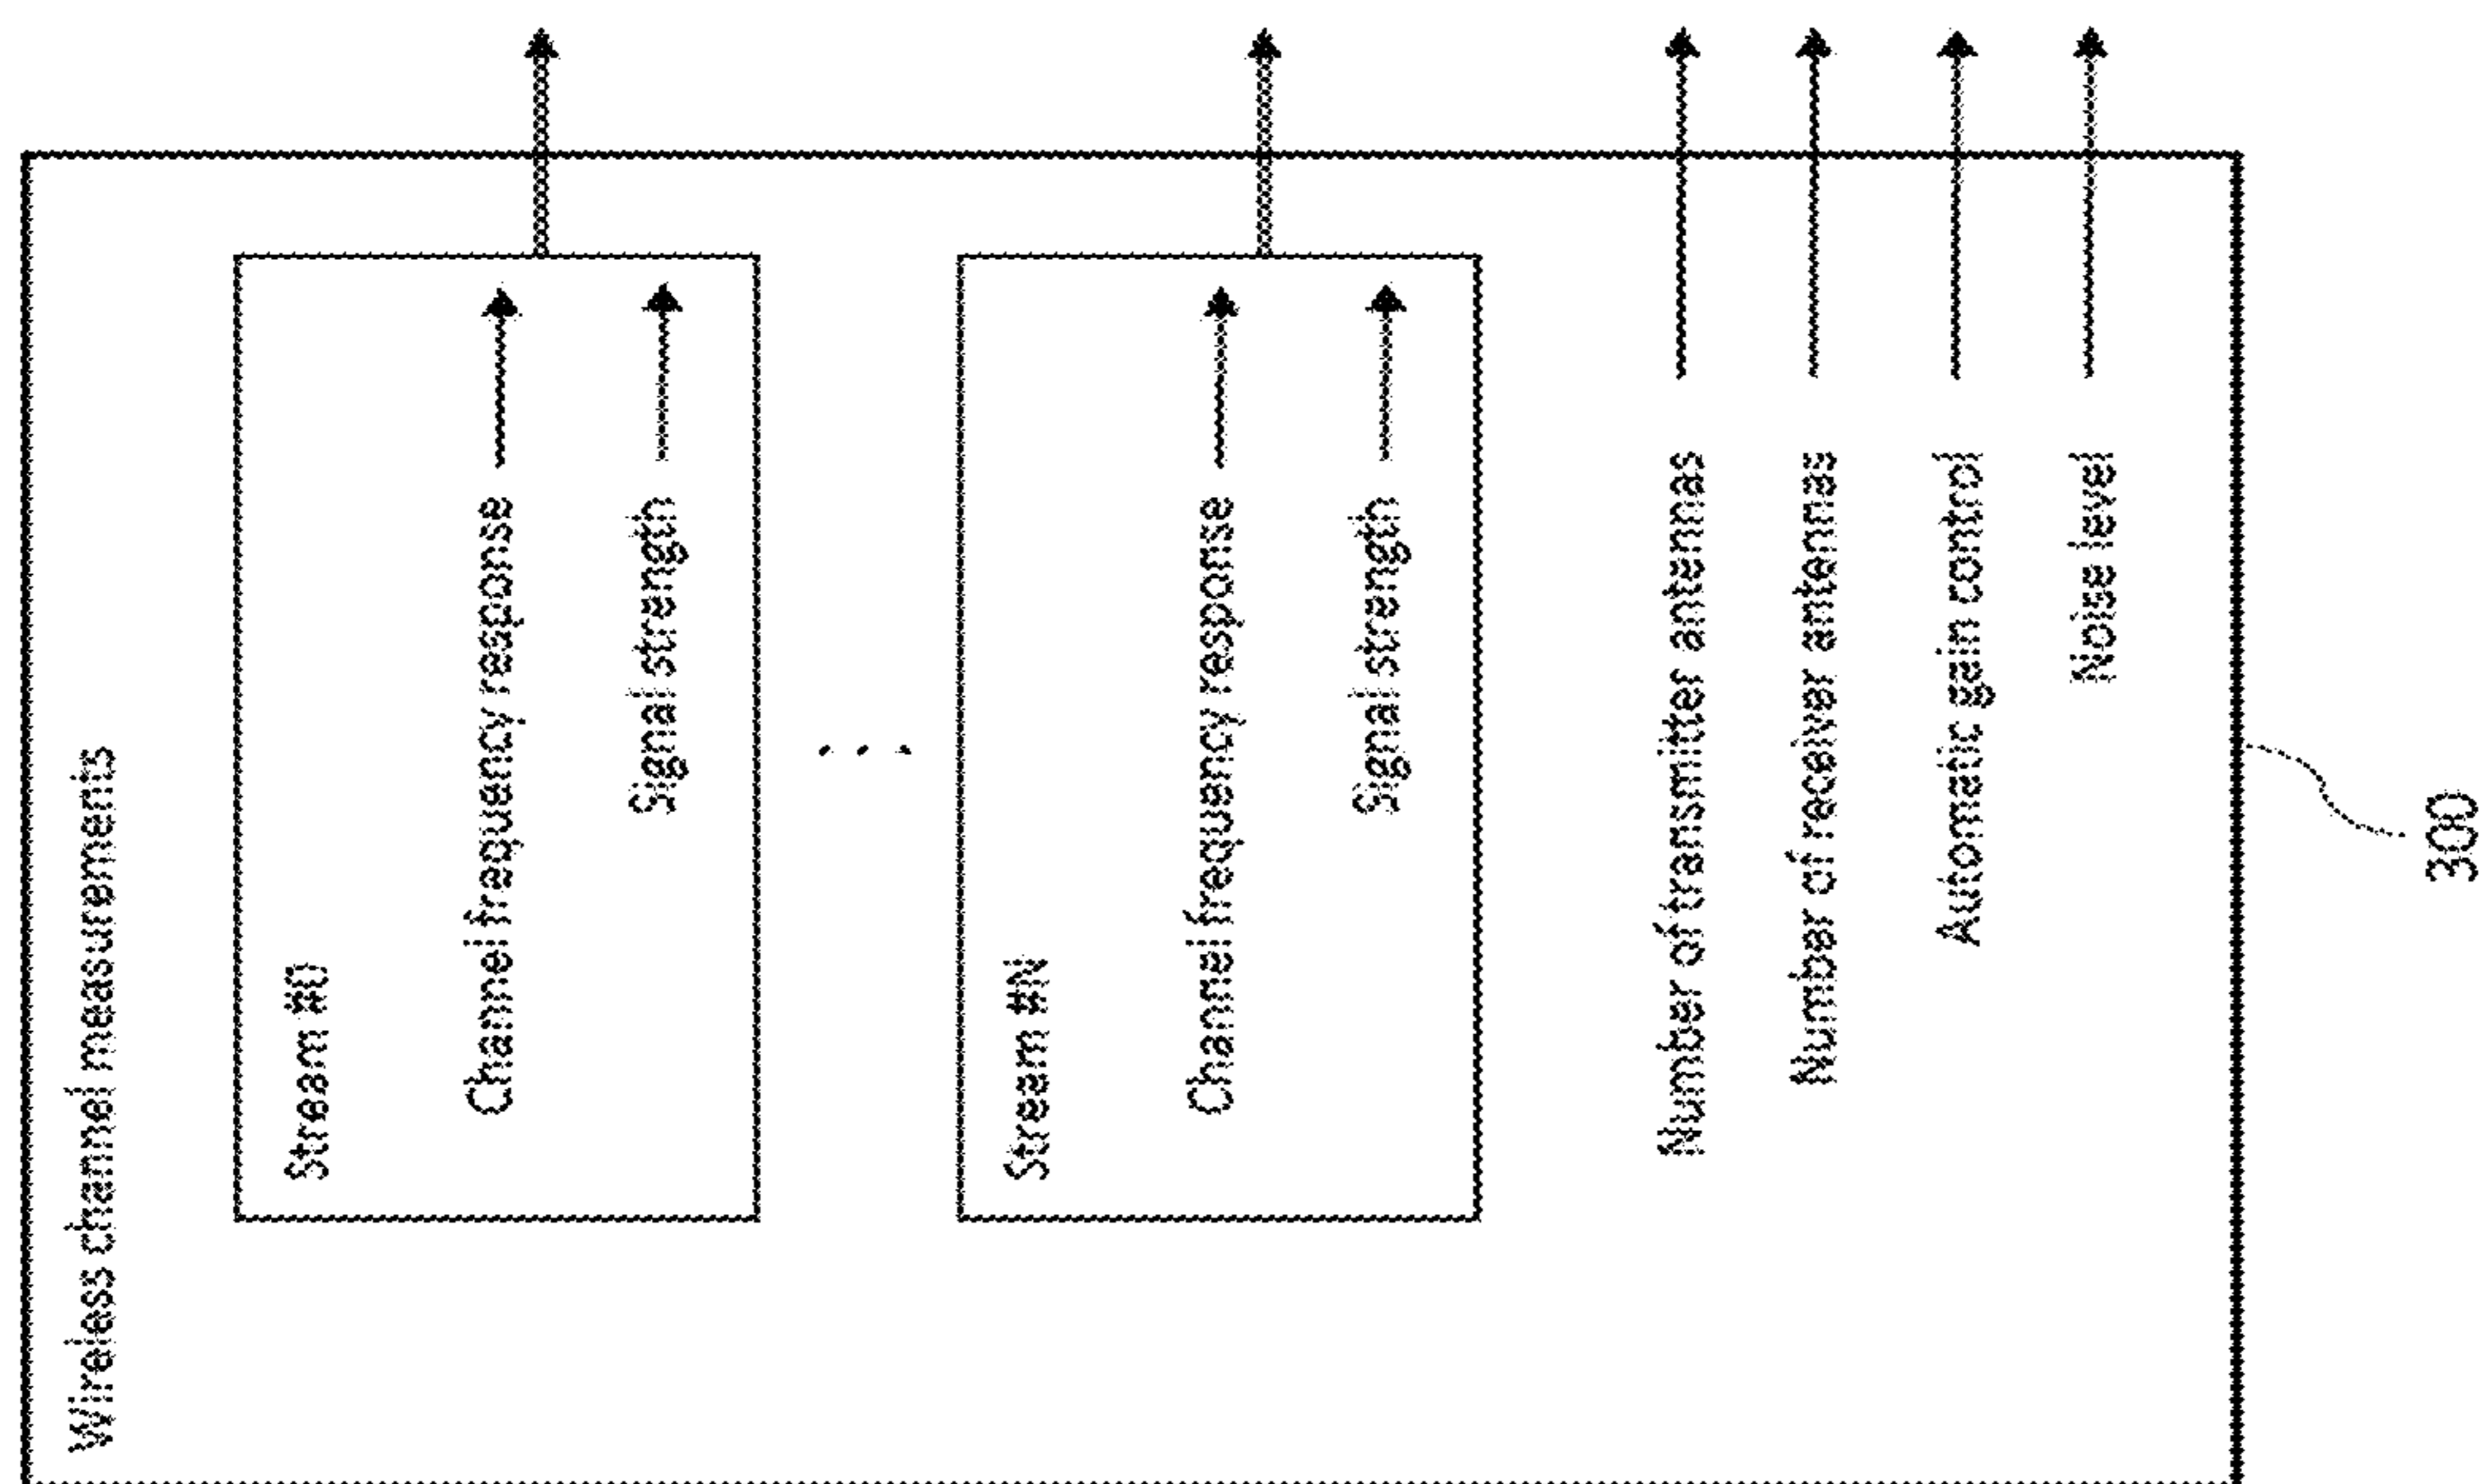 Wireless channel measurements
Stream #0
Channel frequency response
Signal strength
...
Stream #N
Channel frequency response
Signal strength
Number of transmitter antennas
Number of receiver antennas
Automatic gain control
Noise level
300